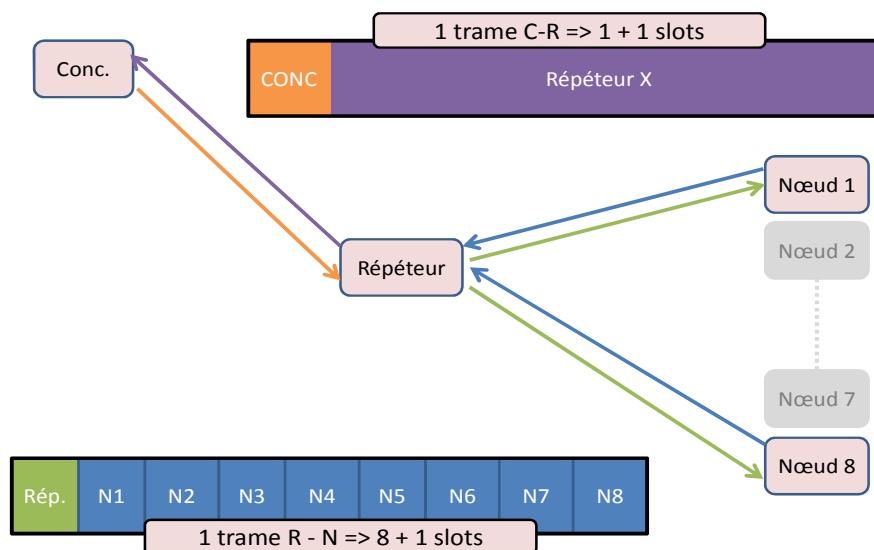 1 trame C-R => 1 + 1 slots
Conc.
CONC
Répéteur X
Nœud 1
Nœud 2
Répéteur
Nœud 7
Nœud 8
Rép.
N1
N2
N3
N4
N5
N6
N7
N8
1 trame R - N => 8 + 1 slots